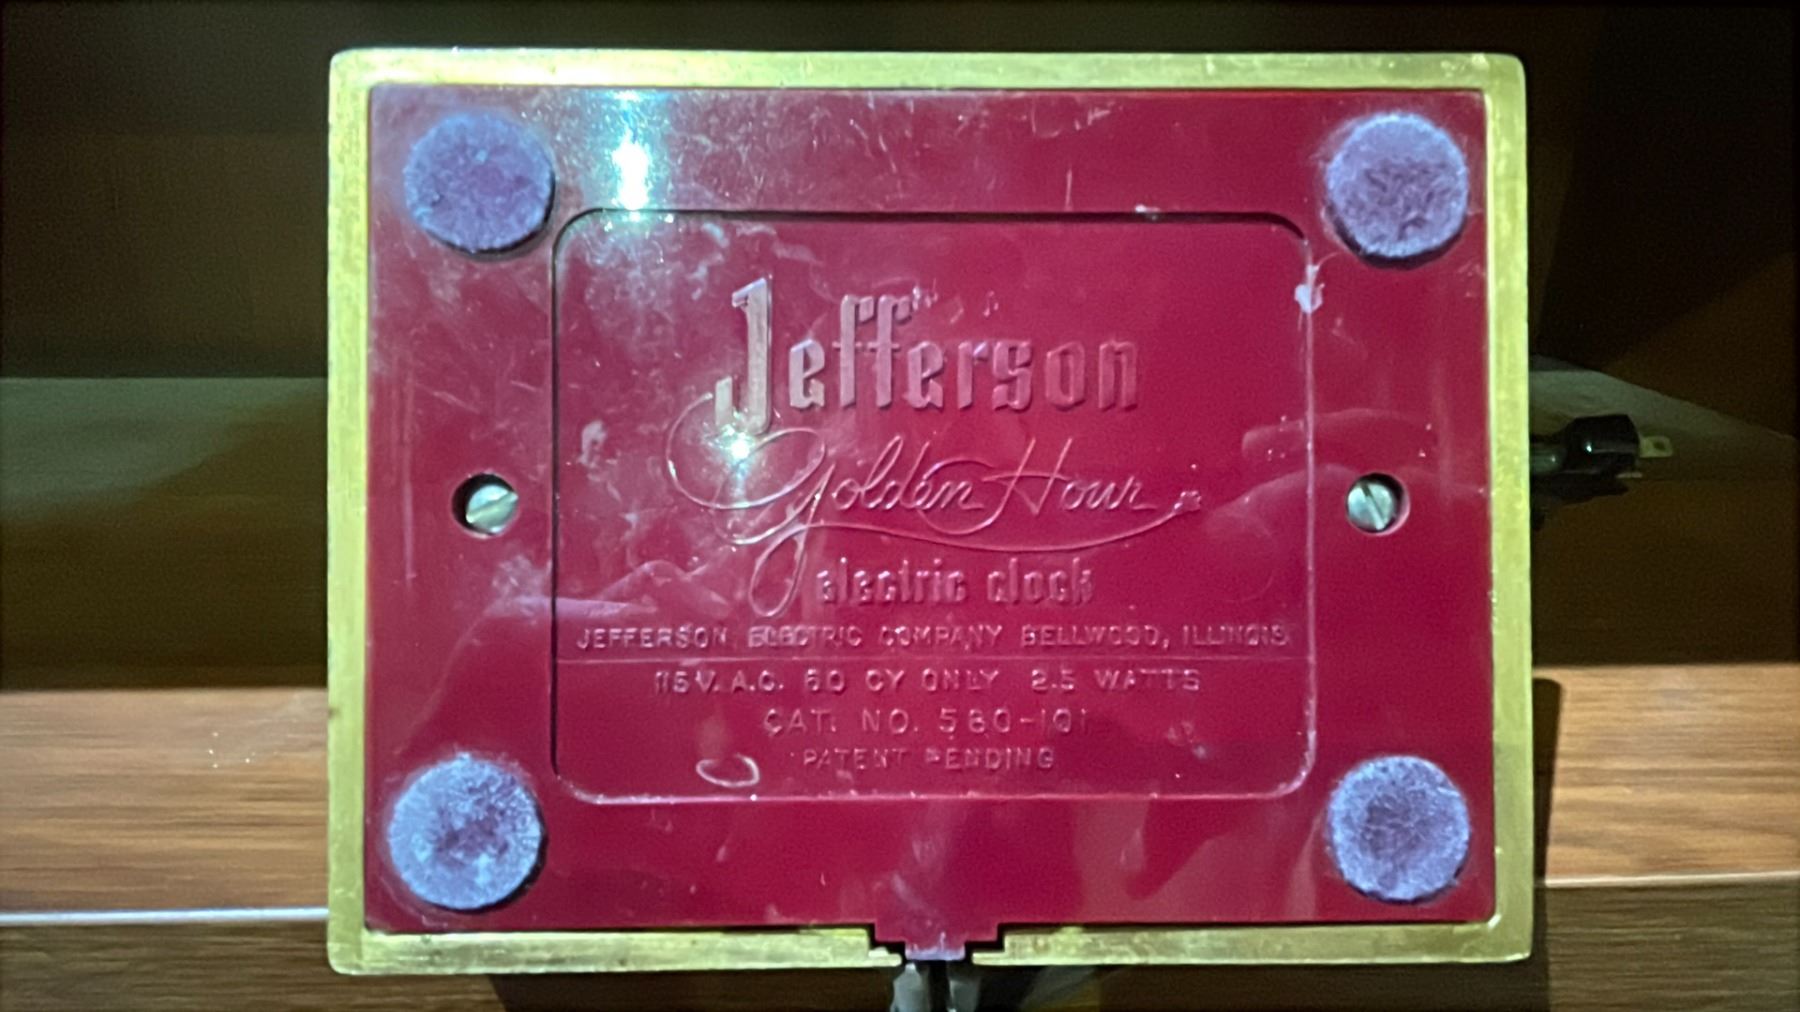 Jefferson
Golden Hour
electric clock
JEFFERSON ELECTRIC COMPANY BELLWOOD, ILLINOIS
115 V. A.C. 60 CY ONLY 2.5 WATTS
CAT. NO. 580-101
PATENT PENDING